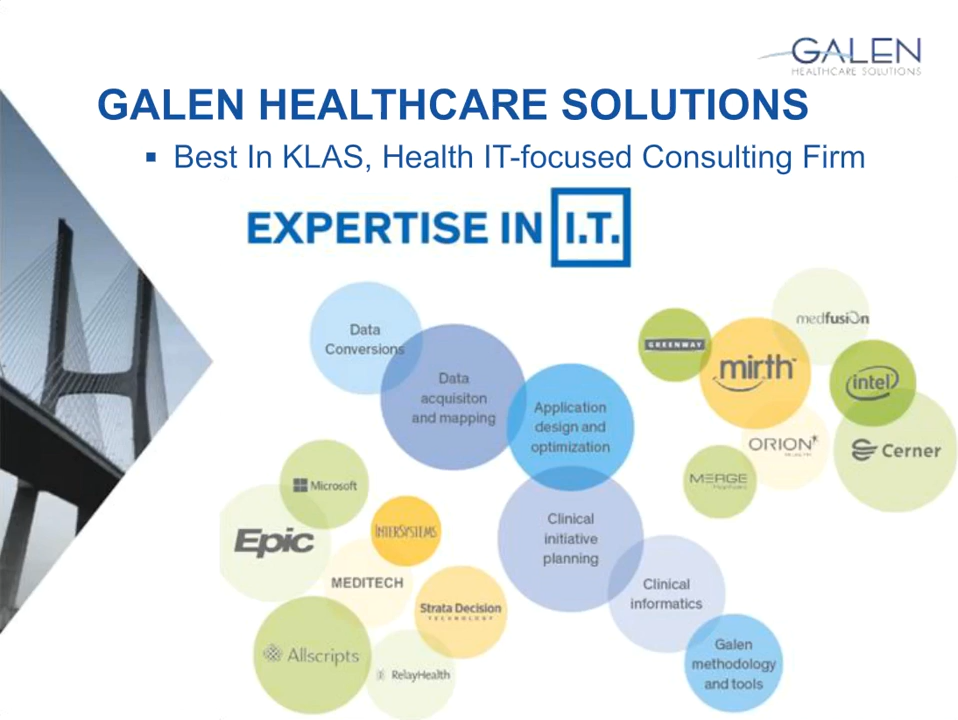 GALEN
HEALTHCARE SOLUTIONS
GALEN HEALTHCARE SOLUTIONS
▪ Best In KLAS, Health IT-focused Consulting Firm
EXPERTISE IN I.T.
Data
Conversions
Data
acquisiton
and mapping
Application
design and
optimization
Clinical
initiative
planning
Clinical
informatics
Galen
methodology
and tools
medfusion
GREENWAY
mirth™
intel
ORION
Cerner
MERGE
Microsoft
Epic
INTERSYSTEMS
MEDITECH
Strata Decision
TECHNOLOGY
Allscripts
RelayHealth